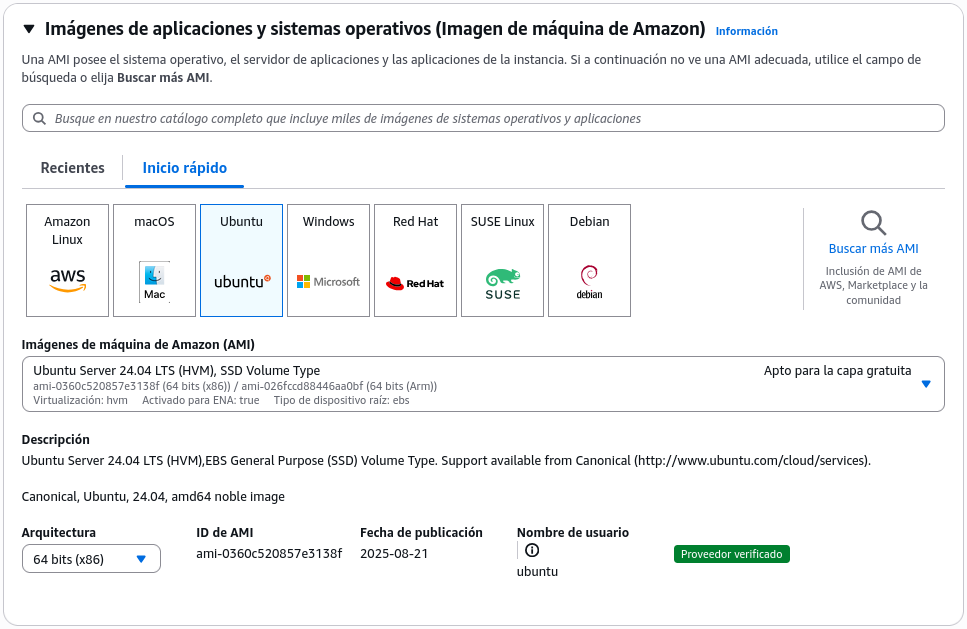 Imágenes de aplicaciones y sistemas operativos (Imagen de máquina de Amazon) Información
Una AMI posee el sistema operativo, el servidor de aplicaciones y las aplicaciones de la instancia. Si a continuación no ve una AMI adecuada, utilice el campo de
búsqueda o elija Buscar más AMI.
Busque en nuestro catálogo completo que incluye miles de imágenes de sistemas operativos y aplicaciones
Recientes
Inicio rápido
Amazon
Linux
aws
macOS
Mac
Ubuntu
ubuntu
Windows
Microsoft
Red Hat
Red Hat
SUSE Linux
SUSE
Debian
debian
Buscar más AMI
Inclusión de AMI de
AWS, Marketplace y la
comunidad
Imágenes de máquina de Amazon (AMI)
Ubuntu Server 24.04 LTS (HVM), SSD Volume Type
Apto para la capa gratuita
ami-0360c520857e3138f (64 bits (x86)) / ami-026fccd88446aa0bf (64 bits (Arm))
Virtualización: hvm Activado para ENA: true Tipo de dispositivo raíz: ebs
Descripción
Ubuntu Server 24.04 LTS (HVM),EBS General Purpose (SSD) Volume Type. Support available from Canonical (http://www.ubuntu.com/cloud/services).
Canonical, Ubuntu, 24.04, amd64 noble image
Arquitectura
64 bits (x86)
ID de AMI
ami-0360c520857e3138f
Fecha de publicación
2025-08-21
Nombre de usuario
ubuntu
Proveedor verificado